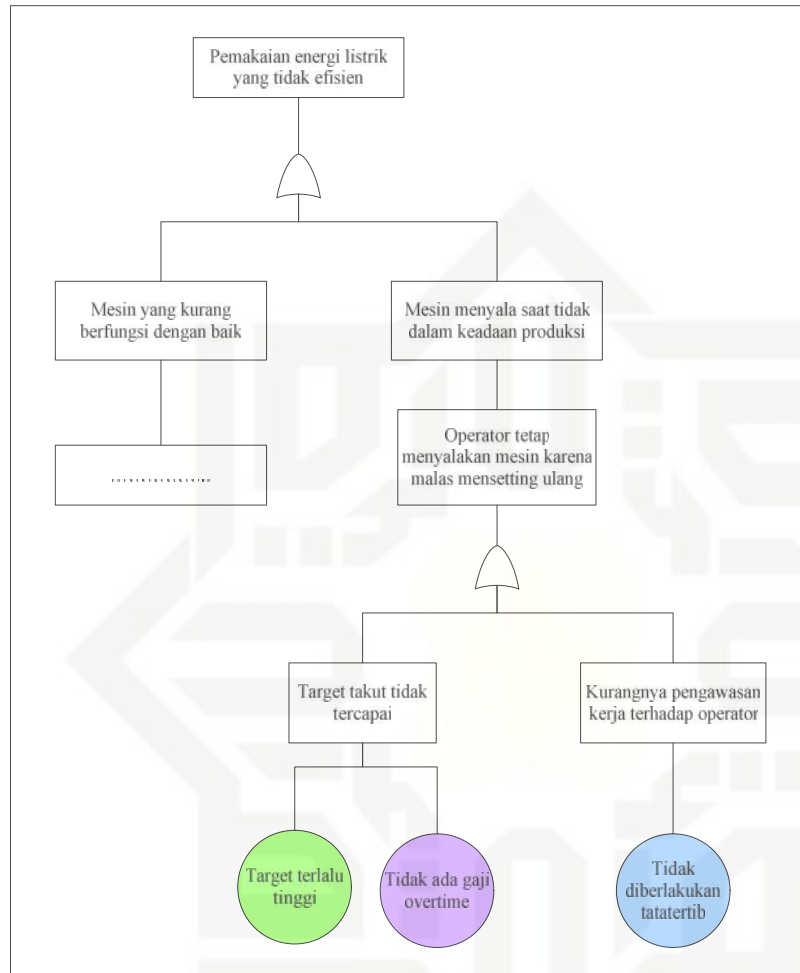 Pemakaian energi listrik
yang tidak efisien
Mesin yang kurang
berfungsi dengan baik
Mesin menyala saat tidak
dalam keadaan produksi
Operator tetap
menyalakan mesin karena
malas mensetting ulang
Target takut tidak
tercapai
Kurangnya pengawasan
kerja terhadap operator
Target terlalu
tinggi
Tidak ada gaji
overtime
Tidak
diberlakukan
tatatertib